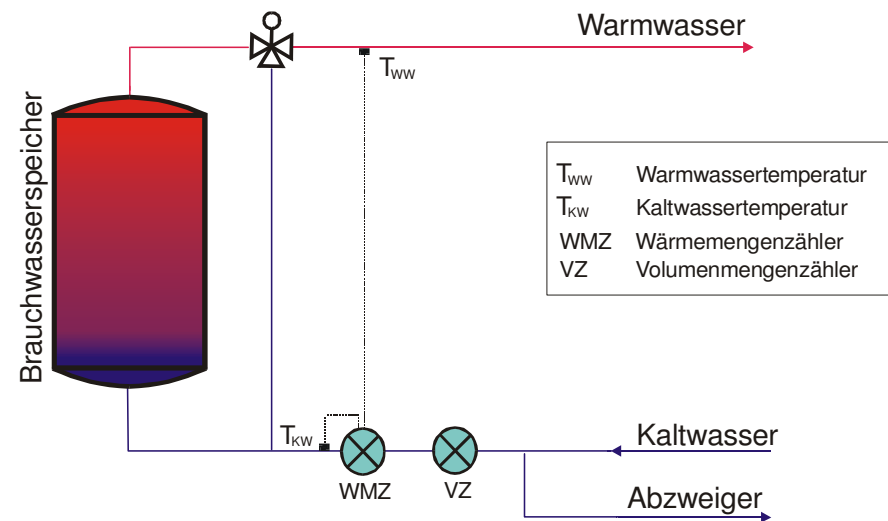 Warmwasser
TWW
Brauchwasserspeicher
TWW Warmwassertemperatur
TKW Kaltwassertemperatur
WMZ Wärmemengenzähler
VZ Volumenmengenzähler
TKW
WMZ
VZ
Kaltwasser
Abzweiger